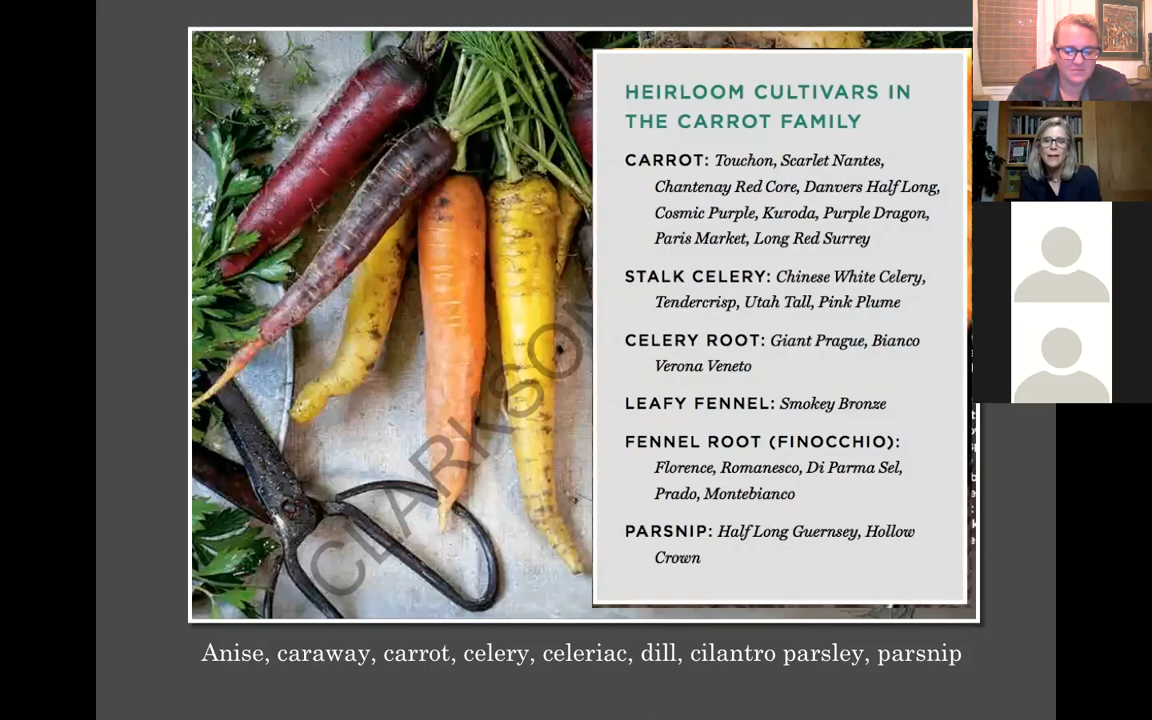 HEIRLOOM CULTIVARS IN
THE CARROT FAMILY
CARROT: Touchon, Scarlet Nantes,
Chantenay Red Core, Danvers Half Long,
Cosmic Purple, Kuroda, Purple Dragon,
Paris Market, Long Red Surrey
STALK CELERY: Chinese White Celery,
Tendercrisp, Utah Tall, Pink Plume
CELERY ROOT: Giant Prague, Bianco
Verona Veneto
LEAFY FENNEL: Smokey Bronze
FENNEL ROOT (FINOCCHIO):
Florence, Romanesco, Di Parma Sel,
Prado, Montebianco
PARSNIP: Half Long Guernsey, Hollow
Crown
CLARKSON
Anise, caraway, carrot, celery, celeriac, dill, cilantro parsley, parsnip